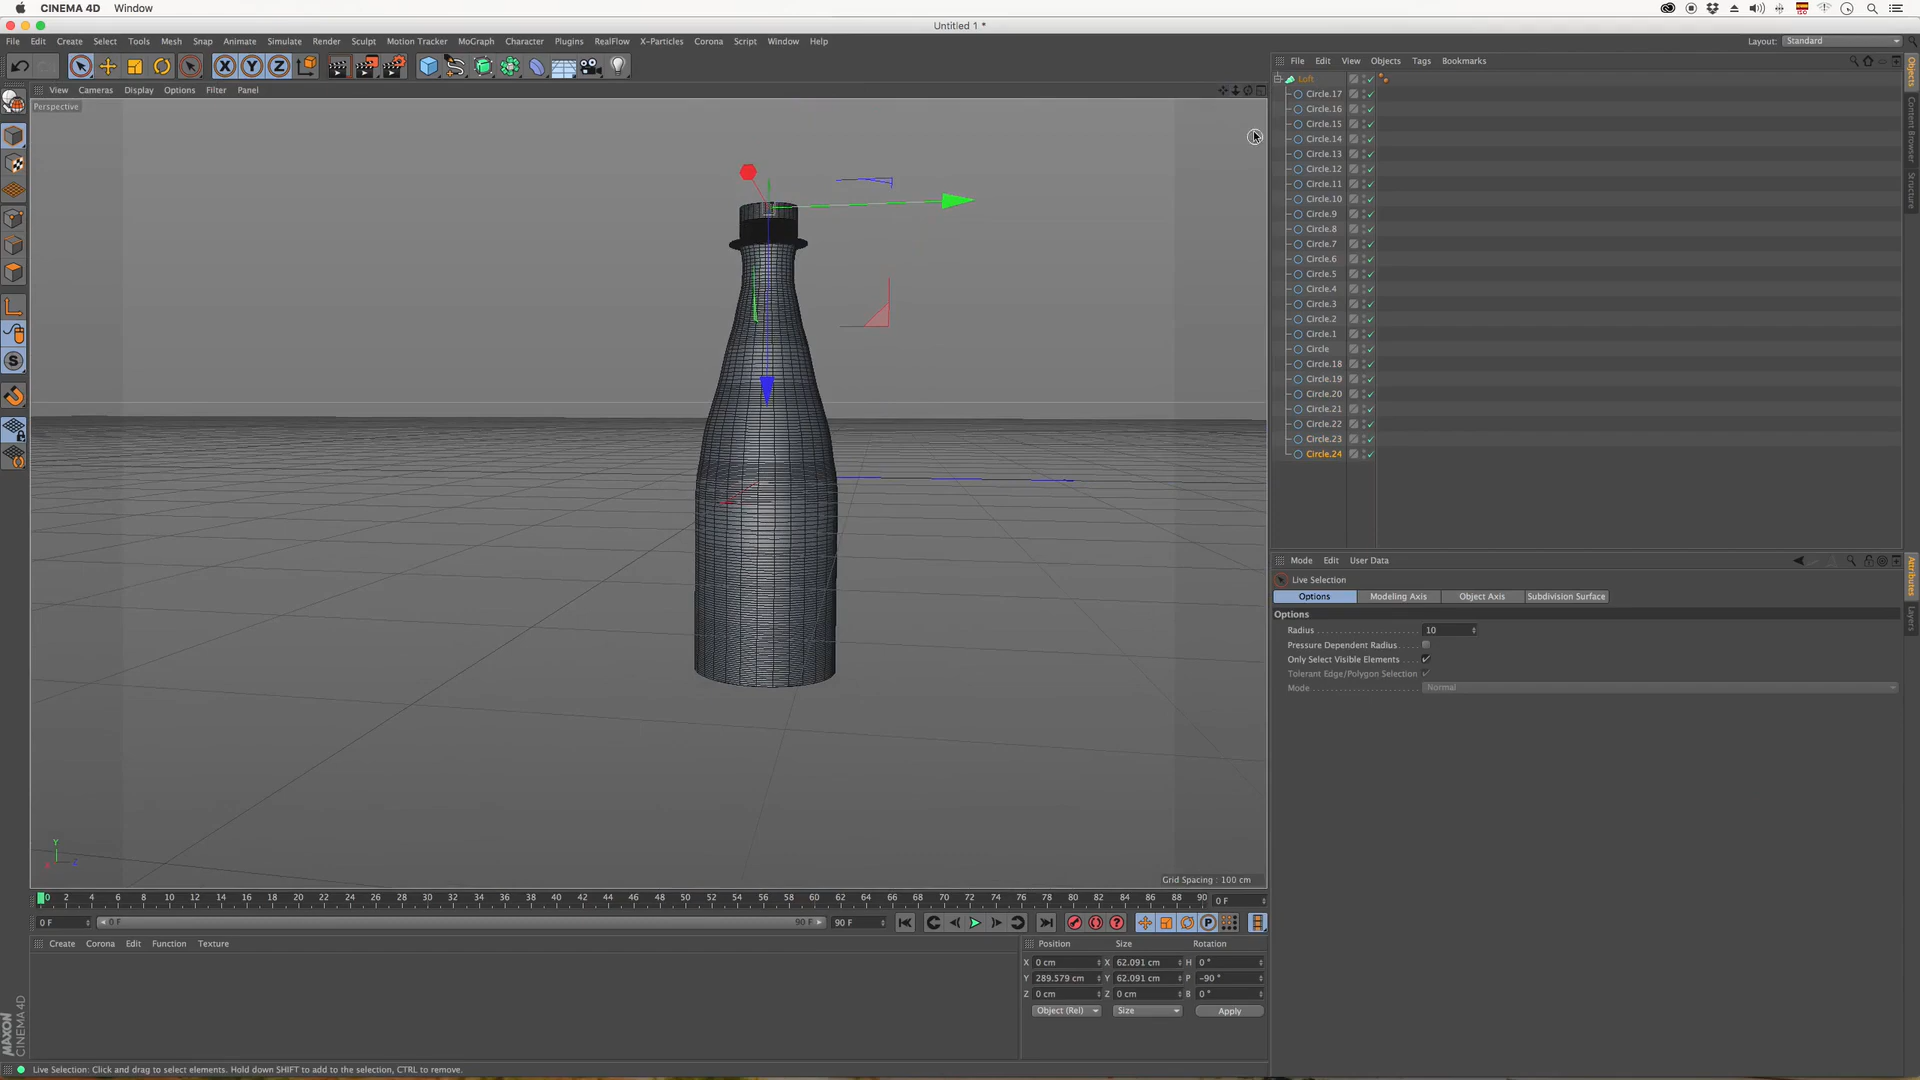 CINEMA 4D Window
Untitled 1 *
File Edit Create Select Tools Mesh Snap Animate Simulate Render Sculpt Motion Tracker MoGraph Character Plugins RealFlow X-Particles Corona Script Window Help
Layout: Standard
X Y Z
View Cameras Display Options Filter Panel
Perspective
File Edit View Objects Tags Bookmarks
Loft
Circle.17
Circle.16
Circle.15
Circle.14
Circle.13
Circle.12
Circle.11
Circle.10
Circle.9
Circle.8
Circle.7
Circle.6
Circle.5
Circle.4
Circle.3
Circle.2
Circle.1
Circle
Circle.18
Circle.19
Circle.20
Circle.21
Circle.22
Circle.23
Circle.24
Objects
Content Browser
Structure
Mode Edit User Data
Live Selection
Options Modeling Axis Object Axis Subdivision Surface
Options
Radius 10
Pressure Dependent Radius
Only Select Visible Elements
Tolerant Edge/Polygon Selection
Mode Normal
Attributes
Layers
Y
X Z
Grid Spacing : 100 cm
0 2 4 6 8 10 12 14 16 18 20 22 24 26 28 30 32 34 36 38 40 42 44 46 48 50 52 54 56 58 60 62 64 66 68 70 72 74 76 78 80 82 84 86 88 90 0 F
0 F 0 F 90 F 90 F
Create Corona Edit Function Texture
Position Size Rotation
X 0 cm X 62.091 cm H 0 °
Y 289.579 cm Y 62.091 cm P -90 °
Z 0 cm Z 0 cm B 0 °
Object (Rel) Size Apply
MAXON
CINEMA 4D
Live Selection: Click and drag to select elements. Hold down SHIFT to add to the selection, CTRL to remove.